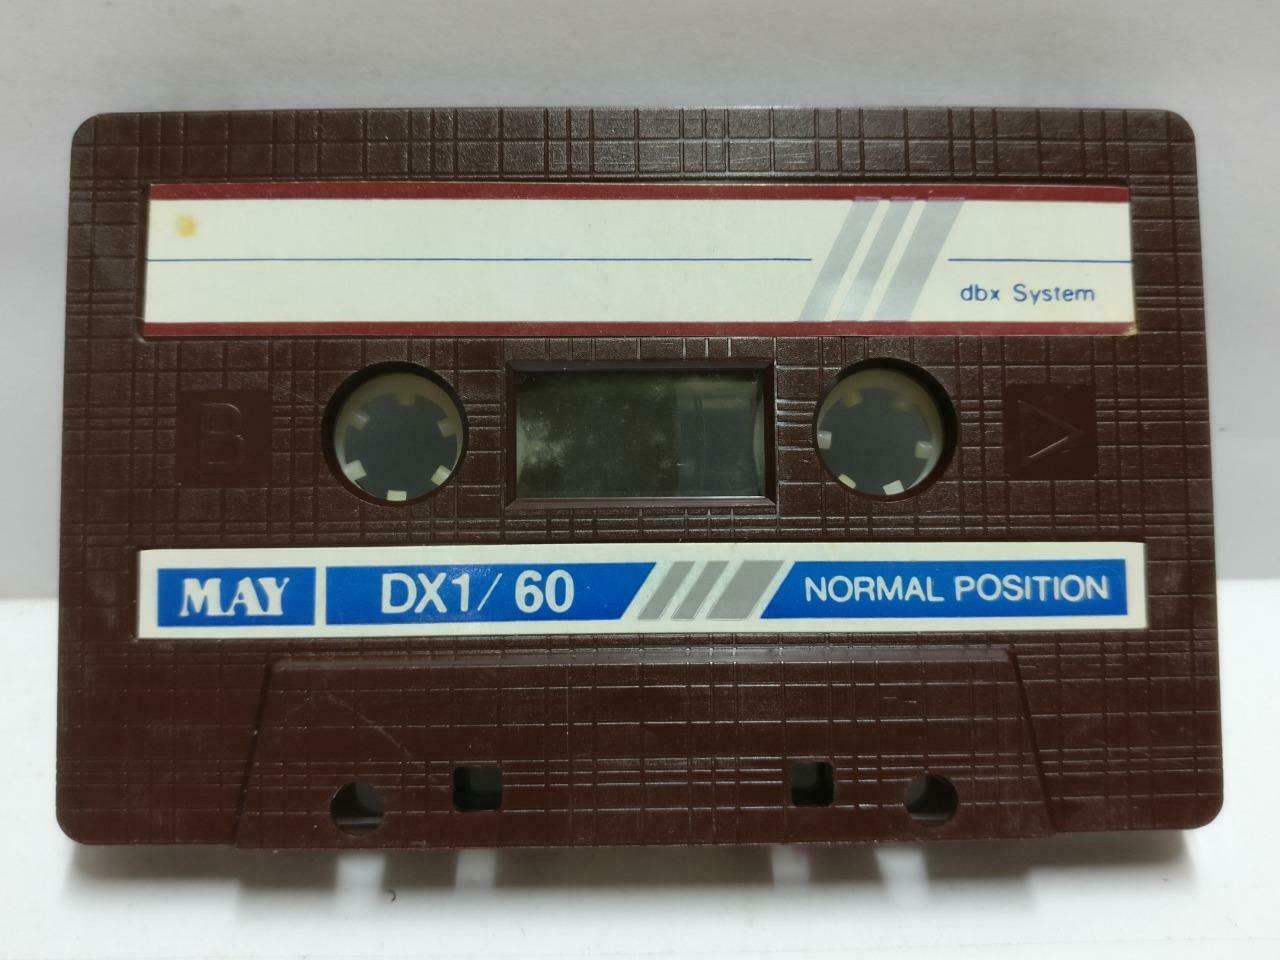 dbx System
B
MAY DX1/60 NORMAL POSITION